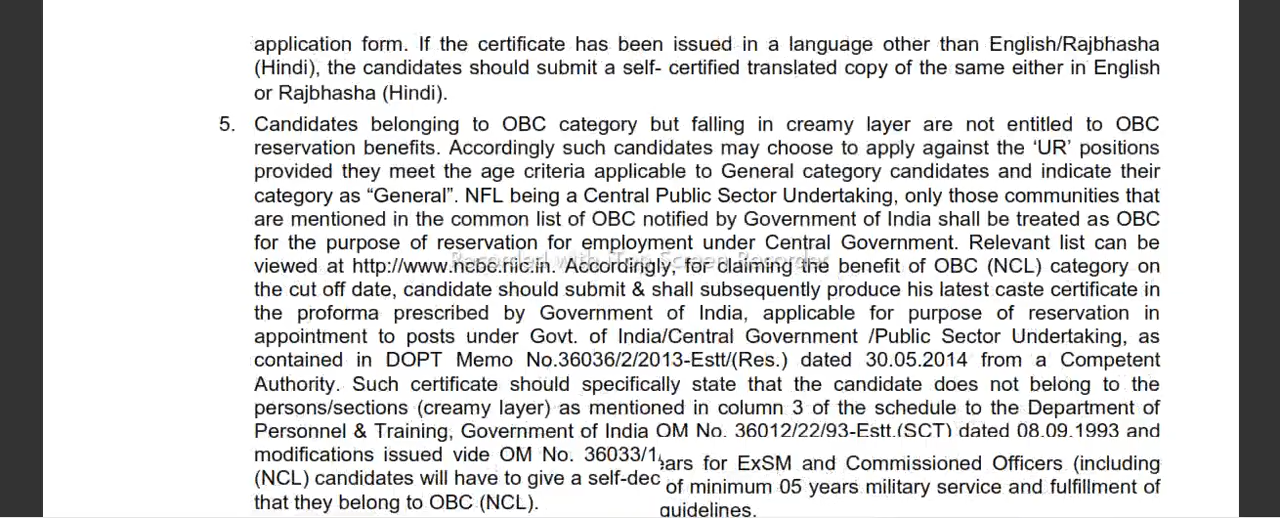 application form. If the certificate has been issued in a language other than English/Rajbhasha
(Hindi), the candidates should submit a self- certified translated copy of the same either in English
or Rajbhasha (Hindi).
5. Candidates belonging to OBC category but falling in creamy layer are not entitled to OBC
reservation benefits. Accordingly such candidates may choose to apply against the ‘UR’ positions
provided they meet the age criteria applicable to General category candidates and indicate their
category as “General”. NFL being a Central Public Sector Undertaking, only those communities that
are mentioned in the common list of OBC notified by Government of India shall be treated as OBC
for the purpose of reservation for employment under Central Government. Relevant list can be
Recorded with iTop Screen Recorder
viewed at http://www.ncbc.nic.in. Accordingly, for claiming the benefit of OBC (NCL) category on
the cut off date, candidate should submit & shall subsequently produce his latest caste certificate in
the proforma prescribed by Government of India, applicable for purpose of reservation in
appointment to posts under Govt. of India/Central Government /Public Sector Undertaking, as
contained in DOPT Memo No.36036/2/2013-Estt/(Res.) dated 30.05.2014 from a Competent
Authority. Such certificate should specifically state that the candidate does not belong to the
persons/sections (creamy layer) as mentioned in column 3 of the schedule to the Department of
Personnel & Training, Government of India OM No. 36012/22/93-Estt.(SCT) dated 08.09.1993 and
modifications issued vide OM No. 36033/1
ears for ExSM and Commissioned Officers (including
(NCL) candidates will have to give a self-dec
of minimum 05 years military service and fulfillment of
that they belong to OBC (NCL).
guidelines.